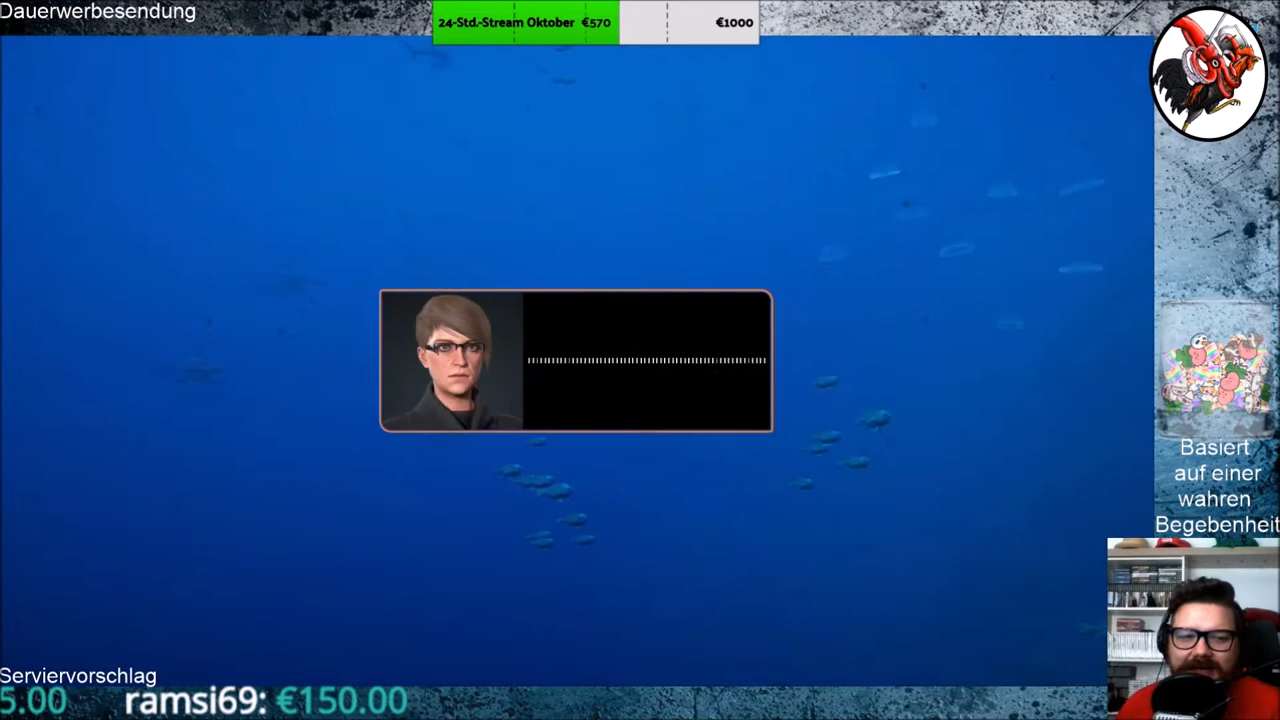 Dauerwerbesendung
24-Std.-Stream Oktober €570 €1000
Basiert
auf einer
wahren
Begebenheit
Serviervorschlag
5.00 ramsi69: €150.00